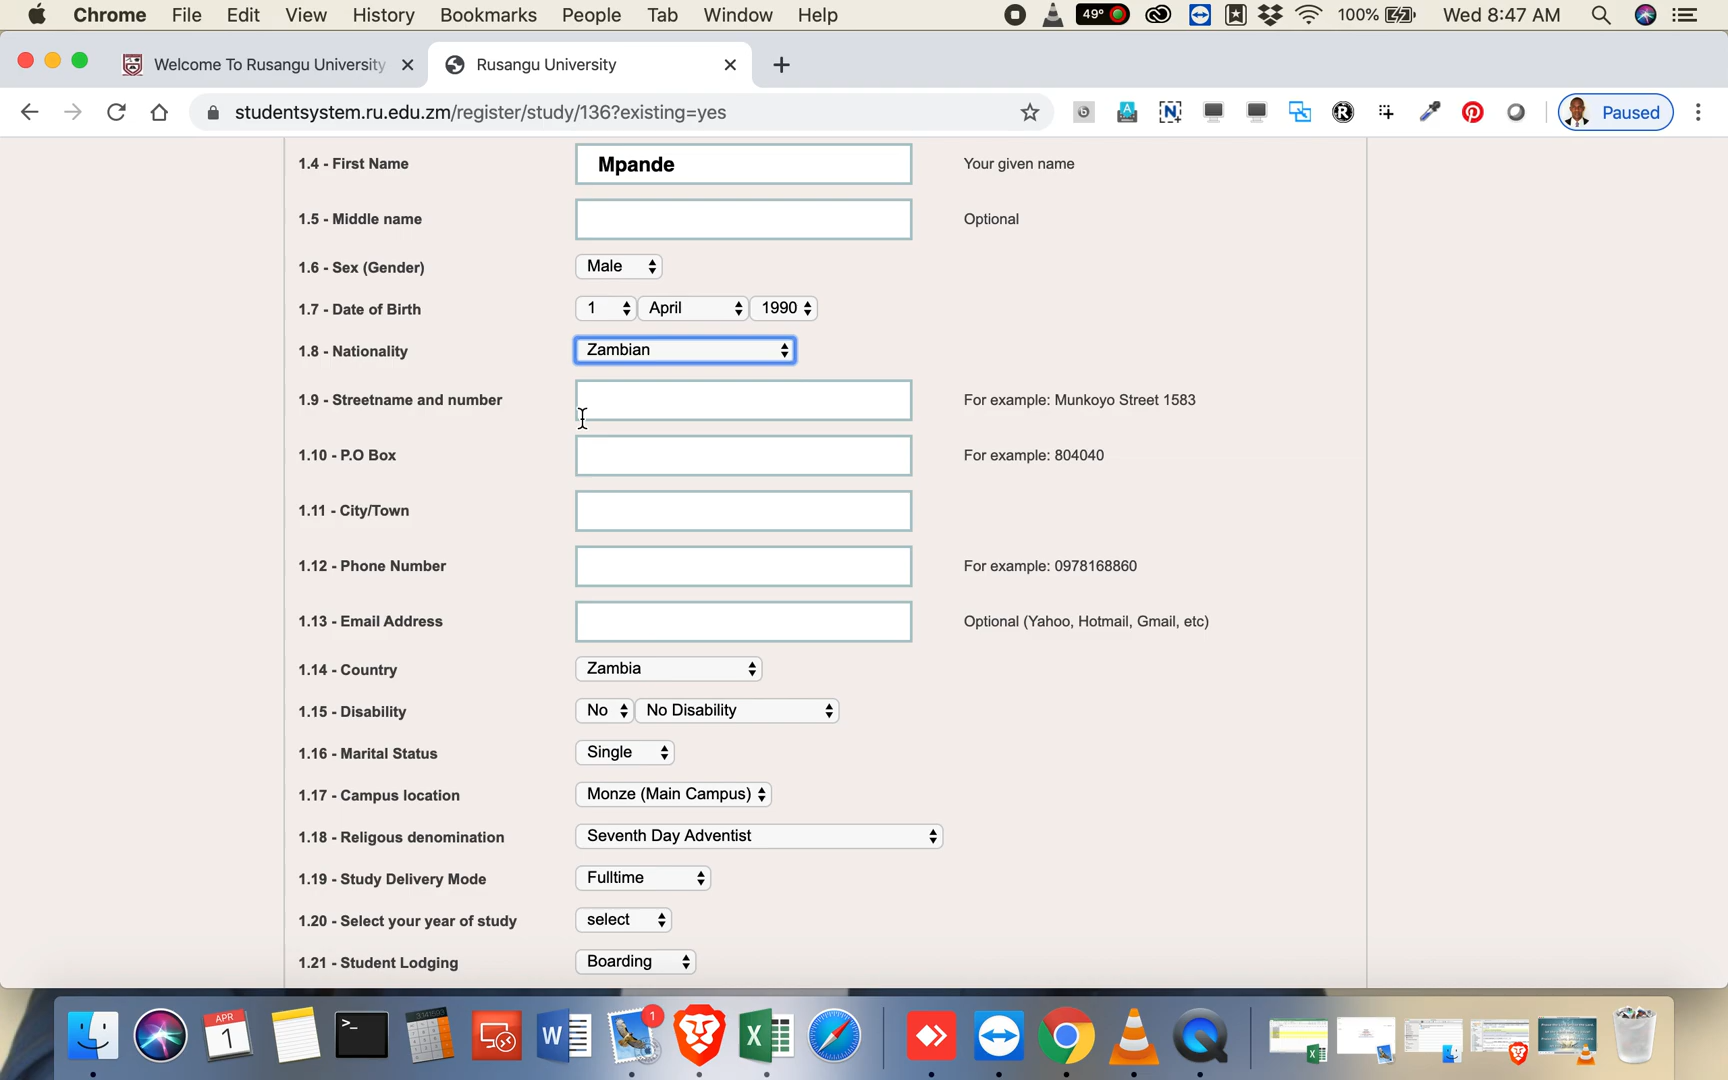 Chrome File Edit View History Bookmarks People Tab Window Help 49° 100% Wed 8:47 AM
Welcome To Rusangu University Rusangu University
studentsystem.ru.edu.zm/register/study/136?existing=yes Paused
1.4 - First Name Mpande Your given name
1.5 - Middle name Optional
1.6 - Sex (Gender) Male
1.7 - Date of Birth 1 April 1990
1.8 - Nationality Zambian
1.9 - Streetname and number For example: Munkoyo Street 1583
1.10 - P.O Box For example: 804040
1.11 - City/Town
1.12 - Phone Number For example: 0978168860
1.13 - Email Address Optional (Yahoo, Hotmail, Gmail, etc)
1.14 - Country Zambia
1.15 - Disability No No Disability
1.16 - Marital Status Single
1.17 - Campus location Monze (Main Campus)
1.18 - Religous denomination Seventh Day Adventist
1.19 - Study Delivery Mode Fulltime
1.20 - Select your year of study select
1.21 - Student Lodging Boarding
APR
1
1